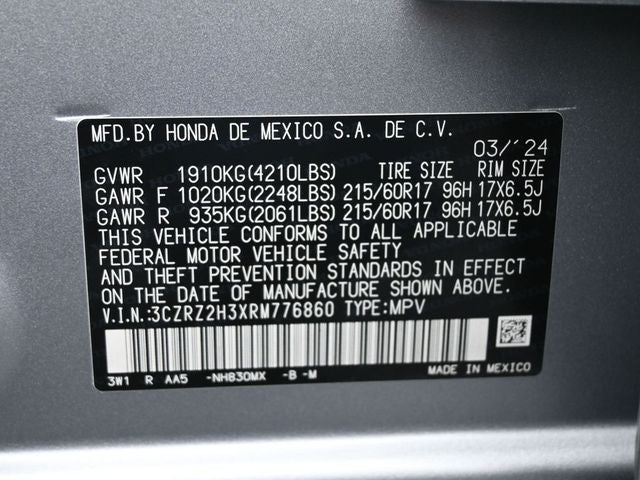 MFD.BY HONDA DE MEXICO S.A. DE C.V.
03/'24
GVWR 1910KG(4210LBS) TIRE SIZE RIM SIZE
GAWR F 1020KG(2248LBS) 215/60R17 96H 17X6.5J
GAWR R 935KG(2061LBS) 215/60R17 96H 17X6.5J
THIS VEHICLE CONFORMS TO ALL APPLICABLE
FEDERAL MOTOR VEHICLE SAFETY
AND THEFT PREVENTION STANDARDS IN EFFECT
ON THE DATE OF MANUFACTURE SHOWN ABOVE.
V.I.N.:3CZRZ2H3XRM776860 TYPE:MPV
3W1 R AA5 -NH830MX -B -M
MADE IN MEXICO